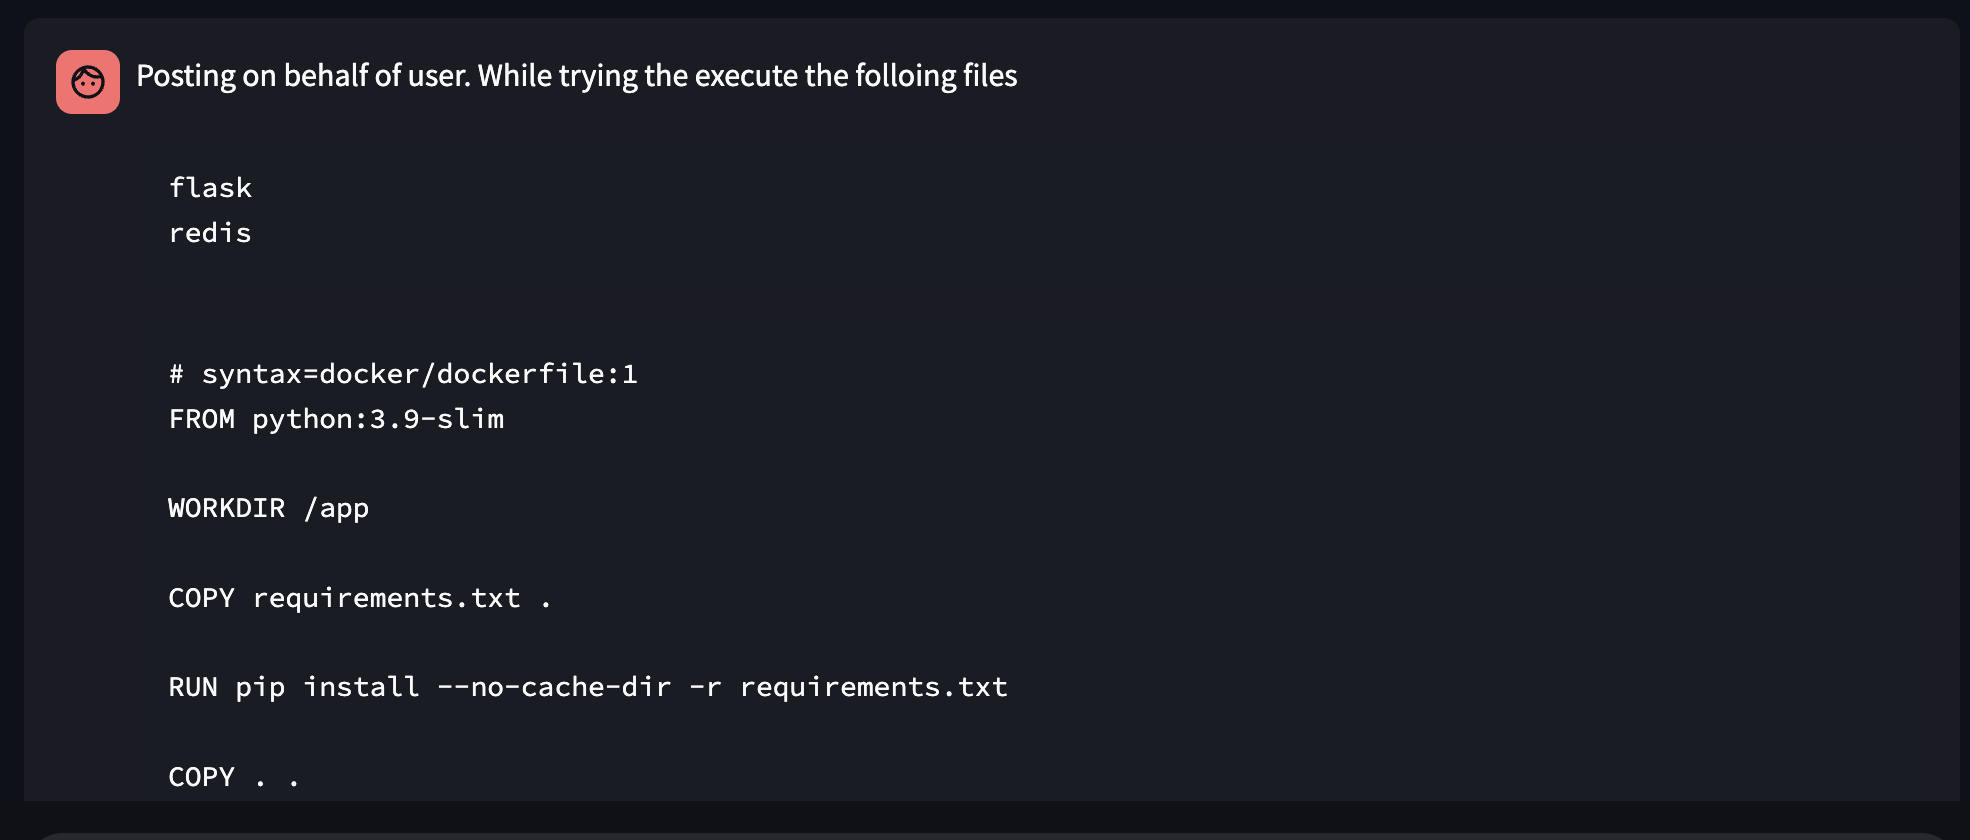 Posting on behalf of user. While trying the execute the folloing files
flask
redis
# syntax=docker/dockerfile:1
FROM python:3.9-slim
WORKDIR /app
COPY requirements.txt .
RUN pip install --no-cache-dir -r requirements.txt
COPY . .